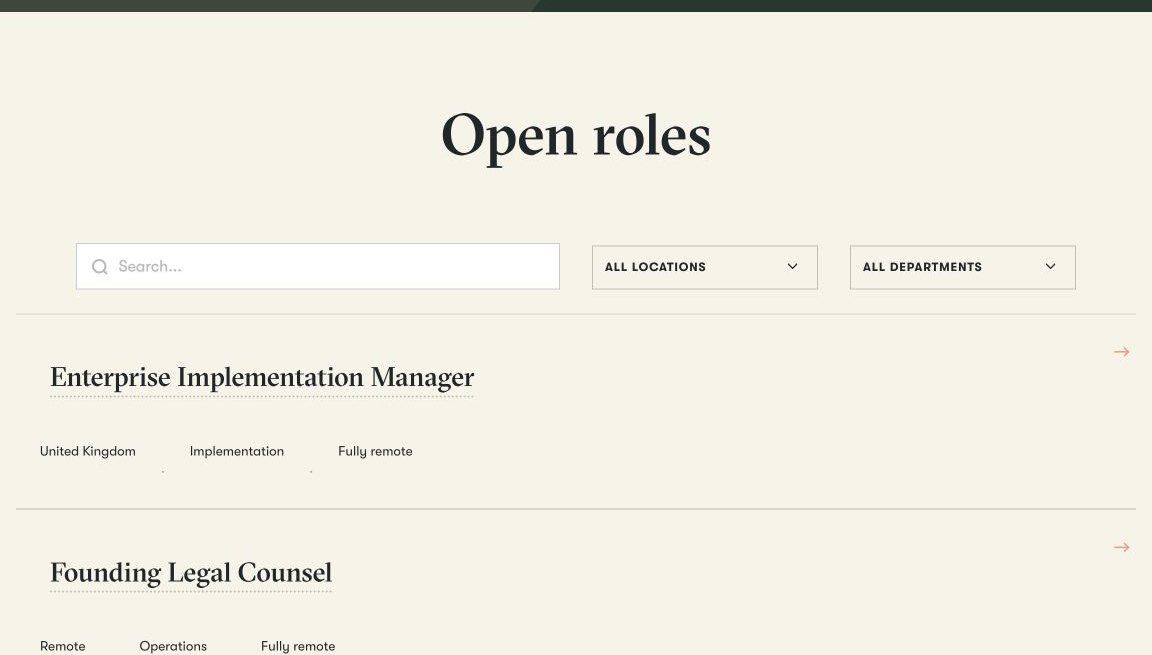 Open roles
Search...
ALL LOCATIONS
ALL DEPARTMENTS
Enterprise Implementation Manager
United Kingdom . Implementation . Fully remote
Founding Legal Counsel
Remote Operations Fully remote